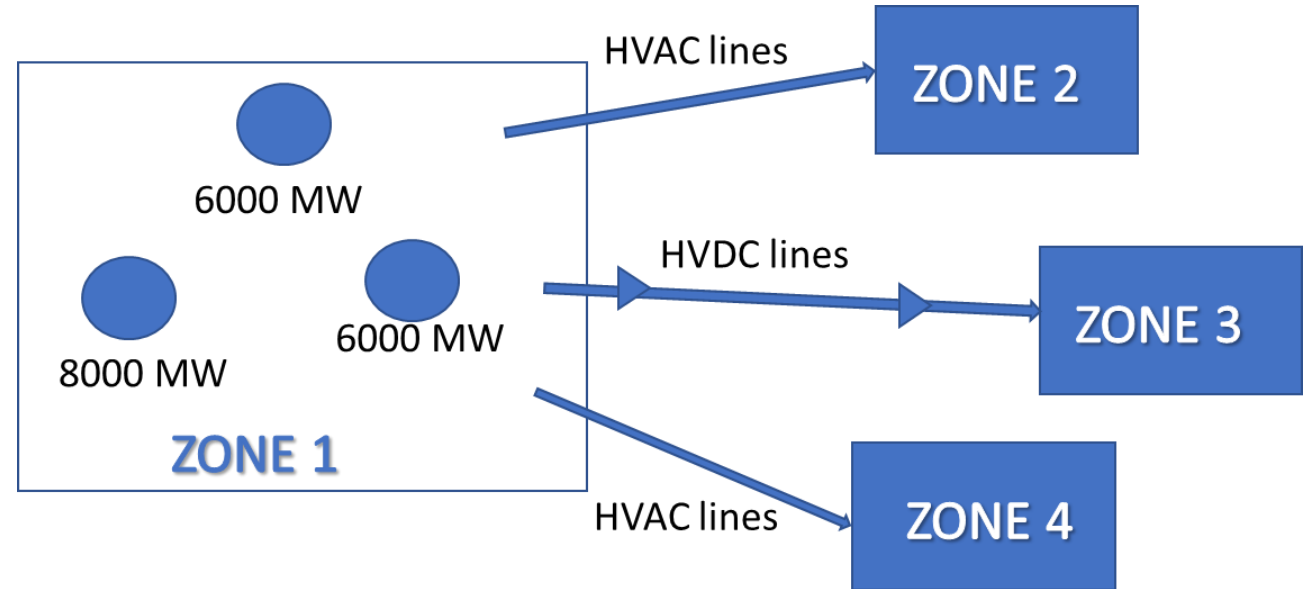 HVAC lines
ZONE 2
6000 MW
HVDC lines
6000 MW
ZONE 3
8000 MW
ZONE 1
HVAC lines
ZONE 4